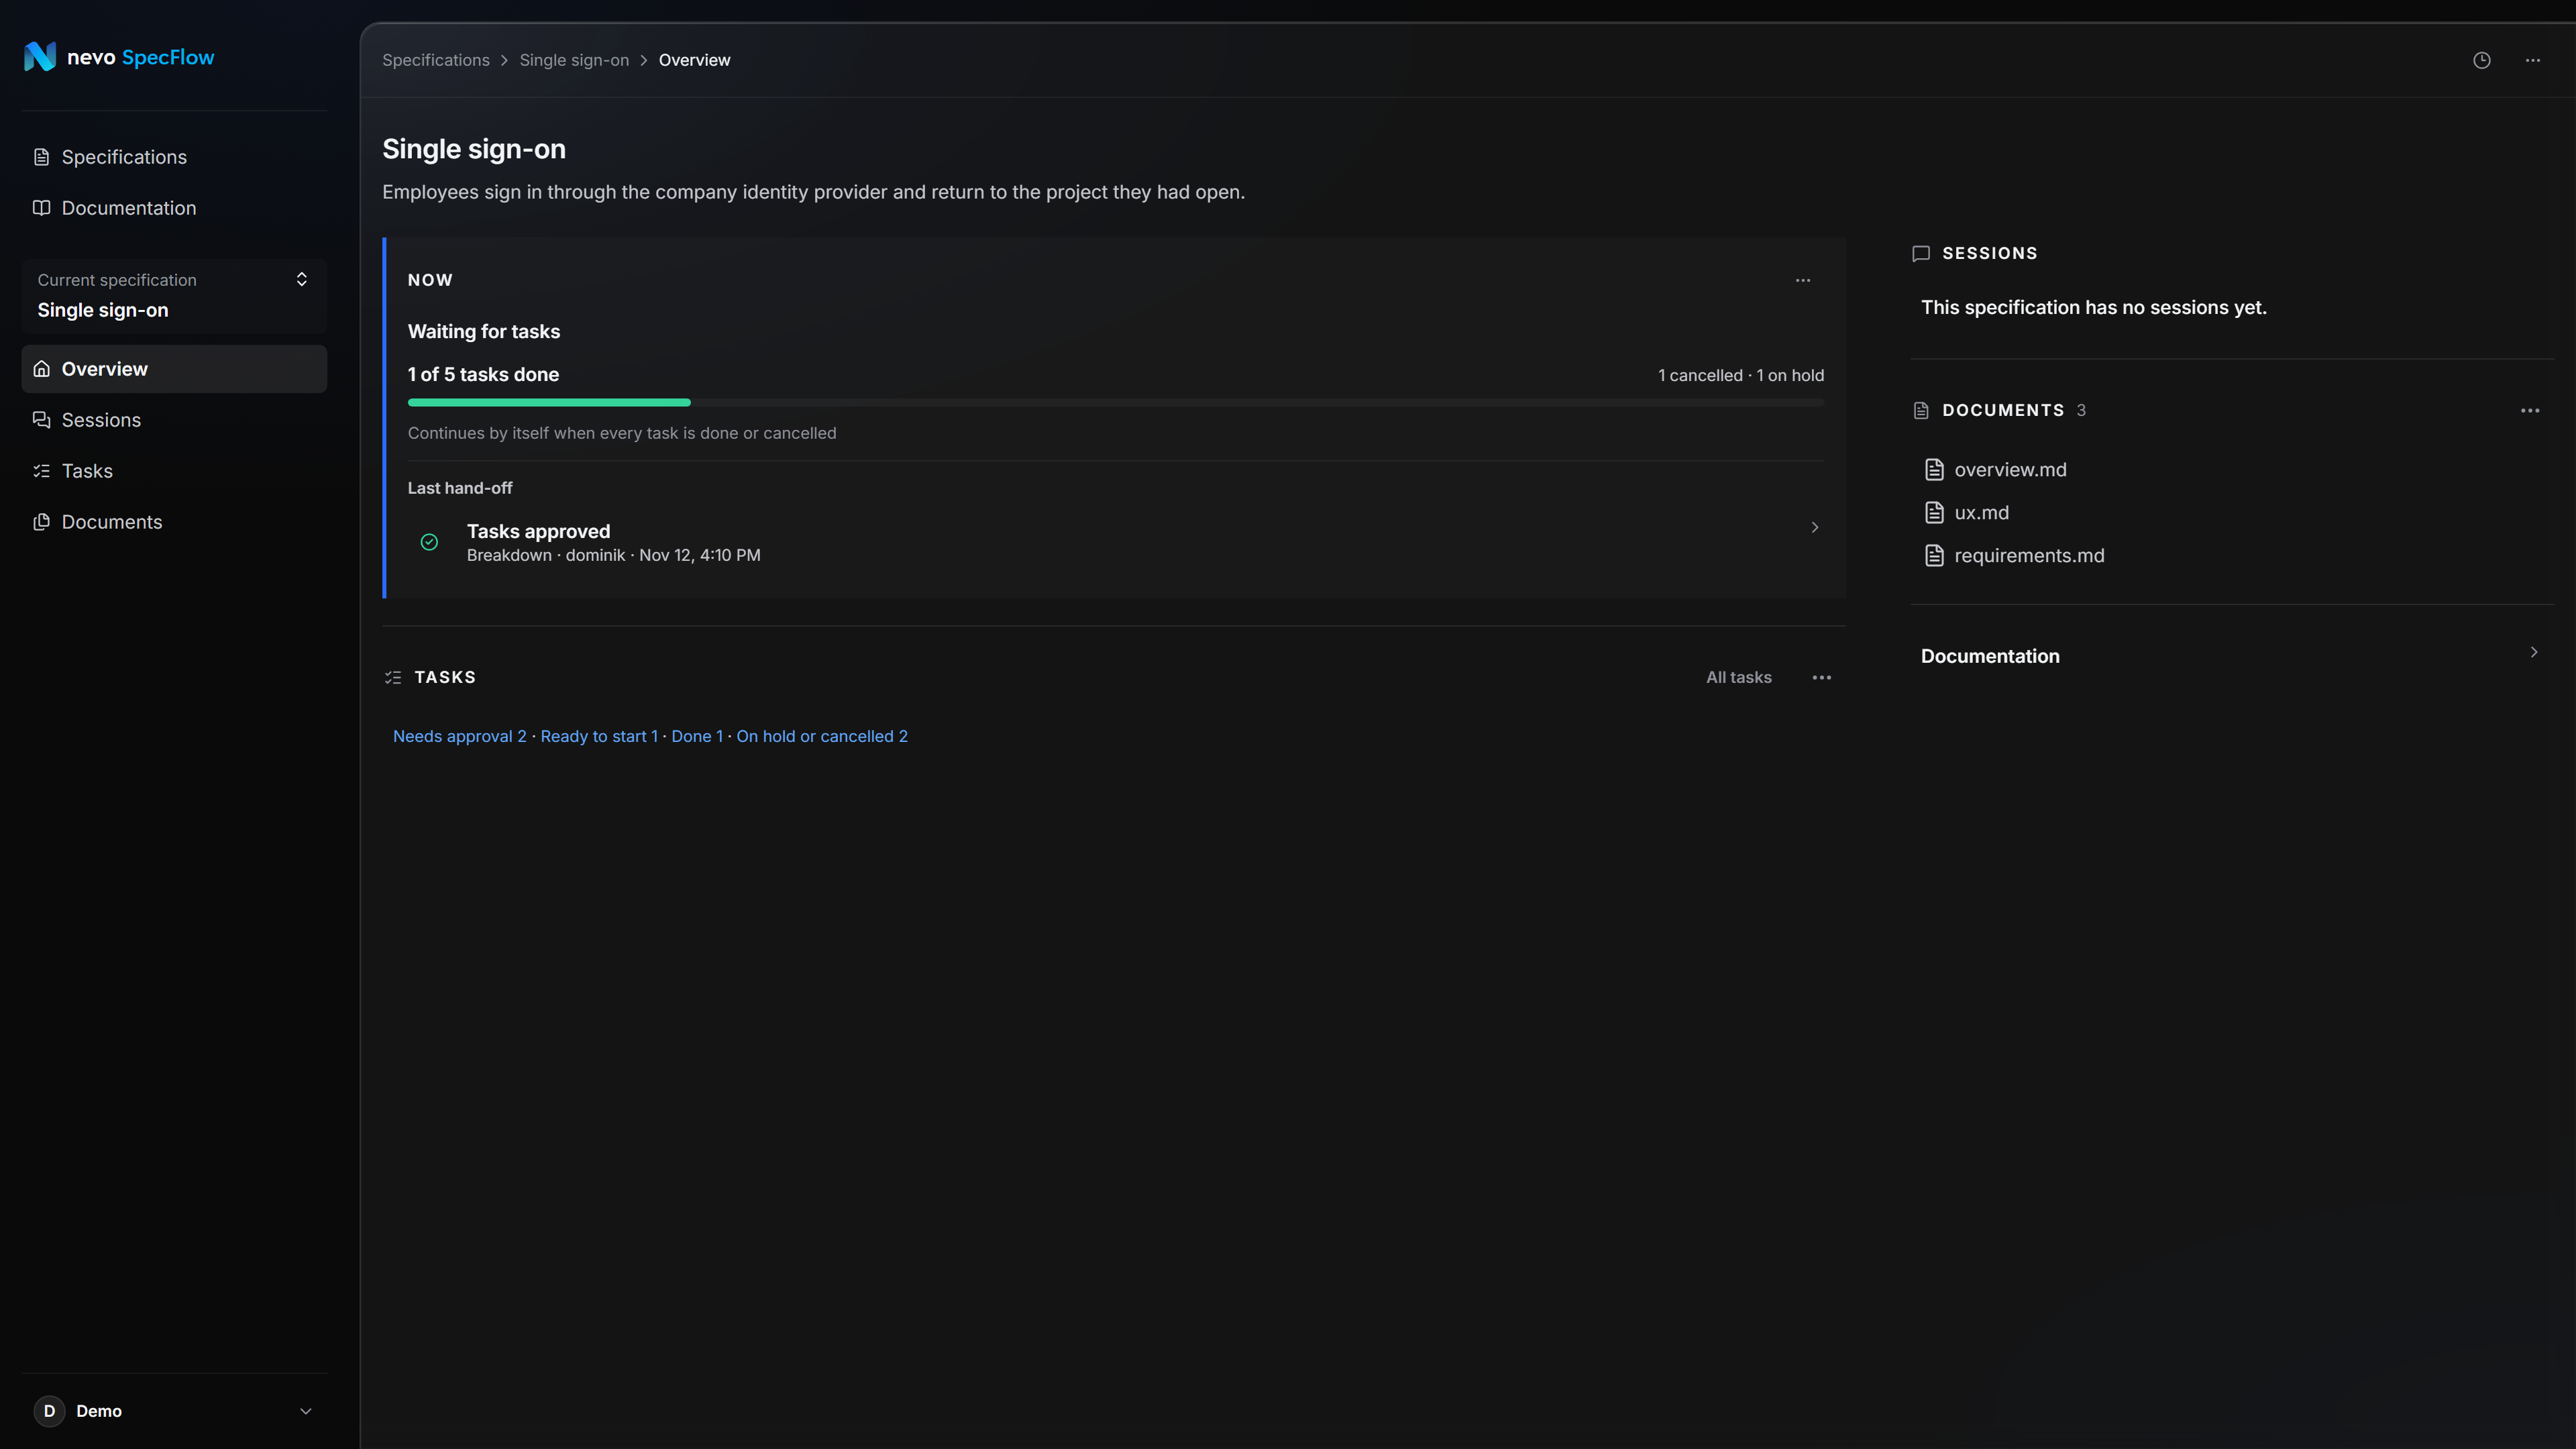 nevo SpecFlow
Specifications
Documentation
Current specification
Single sign-on
Overview
Sessions
Tasks
Documents
D Demo
Specifications > Single sign-on > Overview
Single sign-on
Employees sign in through the company identity provider and return to the project they had open.
NOW
Waiting for tasks
1 of 5 tasks done
1 cancelled · 1 on hold
Continues by itself when every task is done or cancelled
Last hand-off
Tasks approved
Breakdown · dominik · Nov 12, 4:10 PM
TASKS
All tasks
Needs approval 2 · Ready to start 1 · Done 1 · On hold or cancelled 2
SESSIONS
This specification has no sessions yet.
DOCUMENTS 3
overview.md
ux.md
requirements.md
Documentation